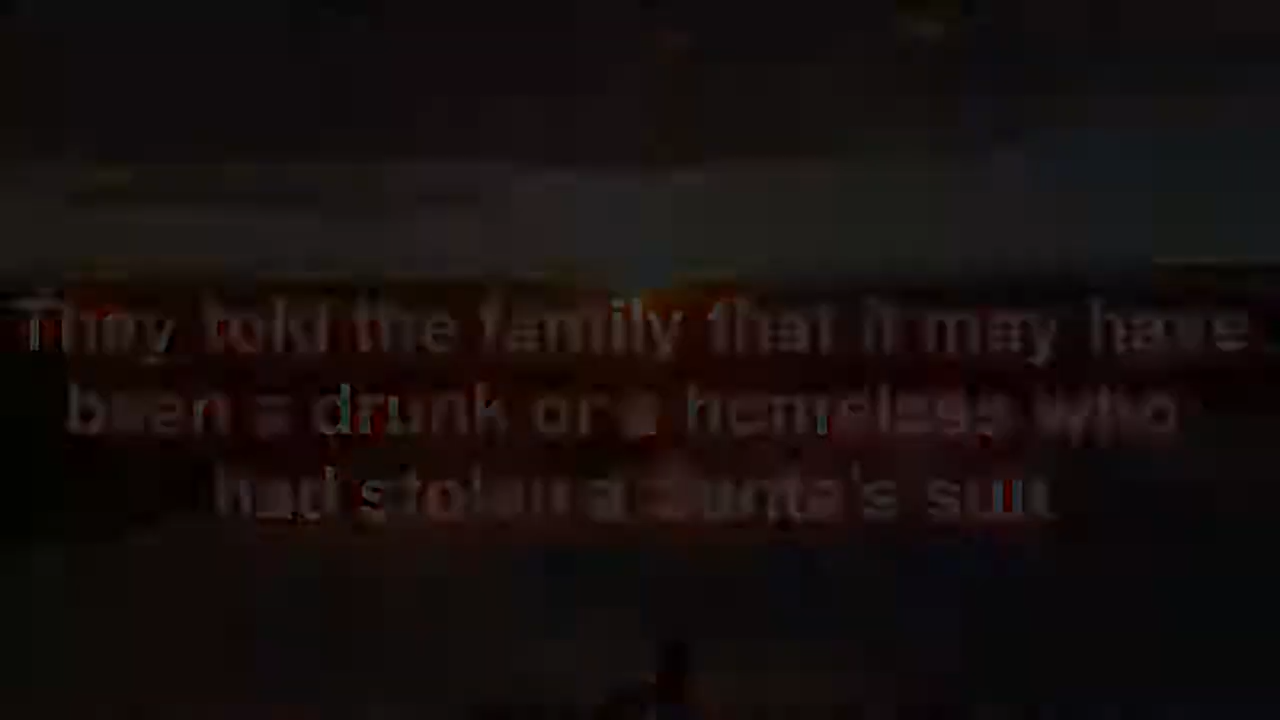 They told the family that it may have
been a drunk or a homeless who
had stolen a Santa's suit